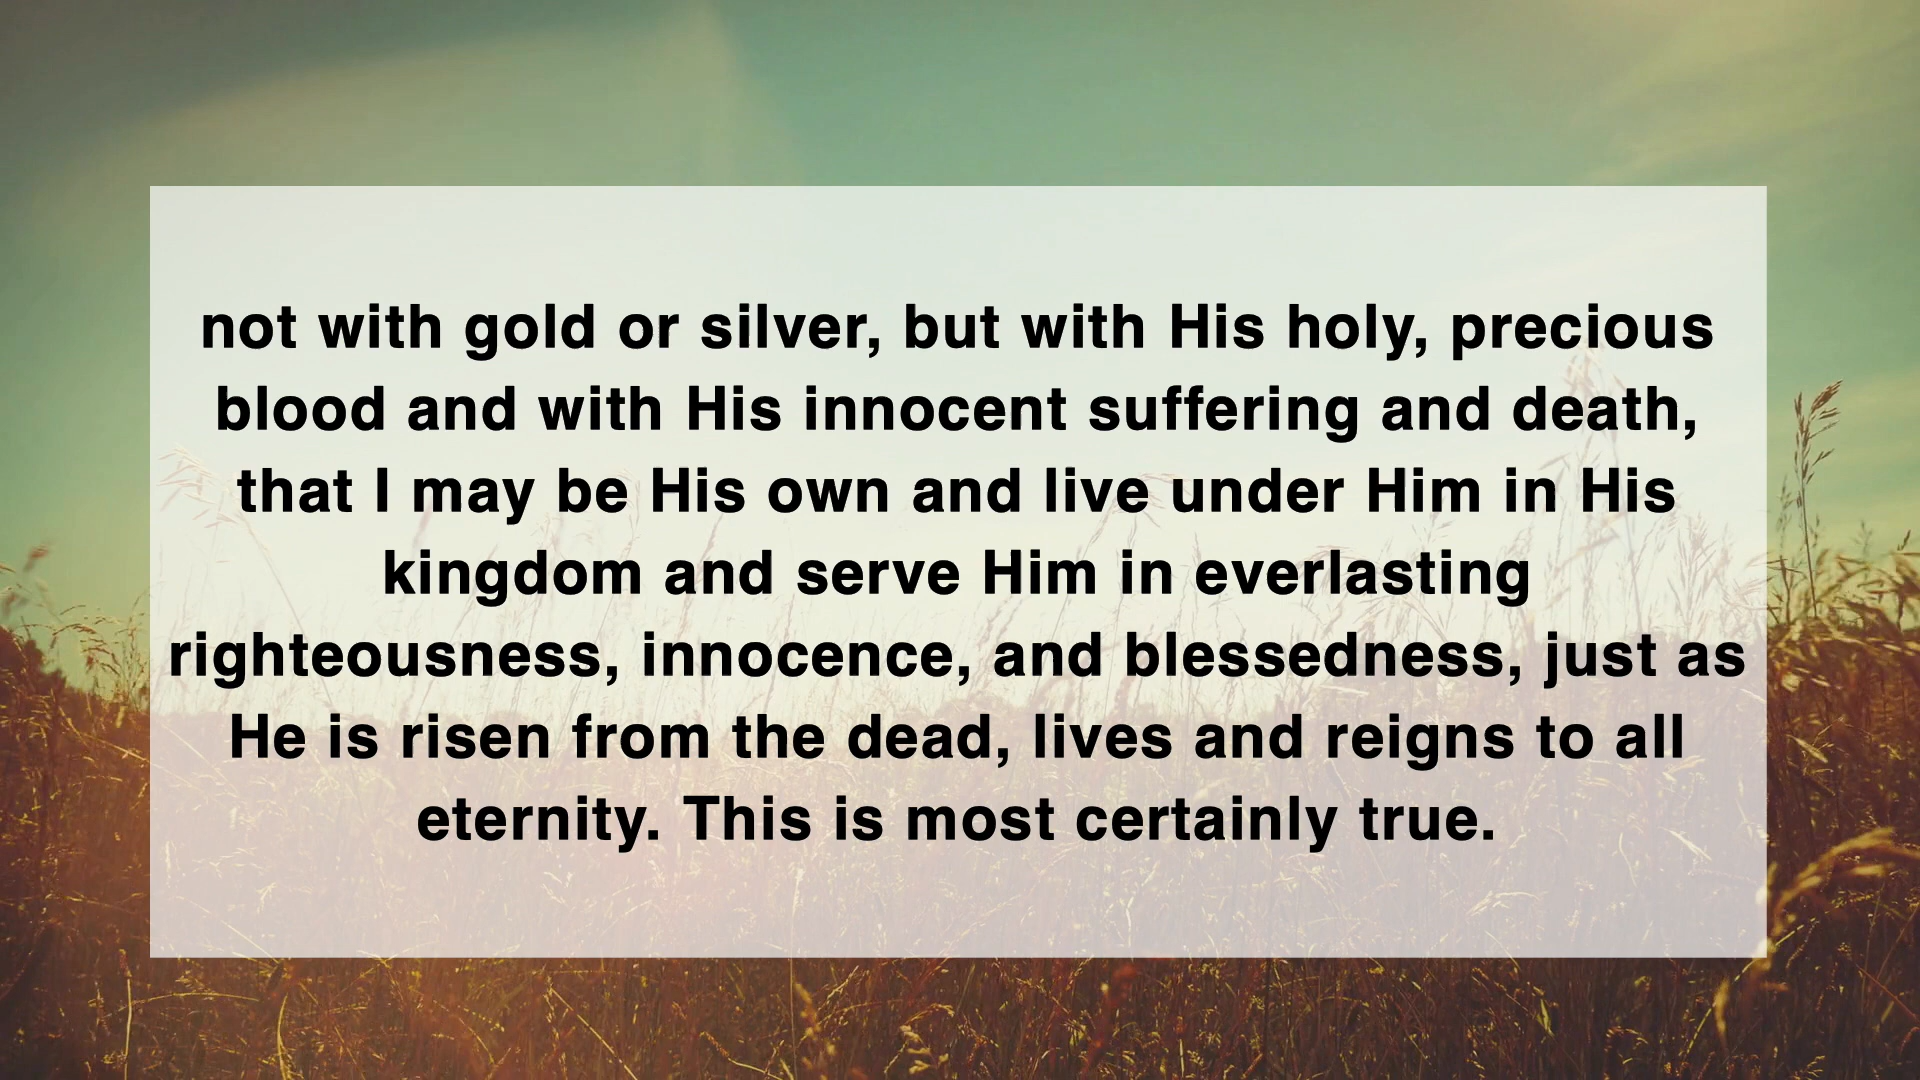 not with gold or silver, but with His holy, precious
blood and with His innocent suffering and death,
that I may be His own and live under Him in His
kingdom and serve Him in everlasting
righteousness, innocence, and blessedness, just as
He is risen from the dead, lives and reigns to all
eternity. This is most certainly true.